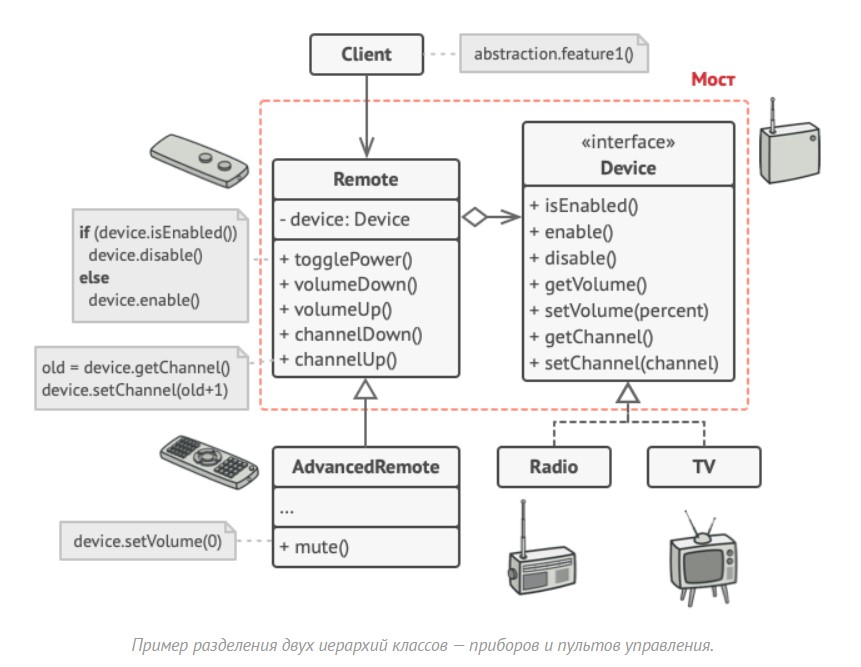 Client
abstraction.feature1()
Мост
«interface»
Device
+ isEnabled()
+ enable()
+ disable()
+ getVolume()
+ setVolume(percent)
+ getChannel()
+ setChannel(channel)
Remote
- device: Device
+ togglePower()
+ volumeDown()
+ volumeUp()
+ channelDown()
+ channelUp()
if (device.isEnabled())
device.disable()
else
device.enable()
old = device.getChannel()
device.setChannel(old+1)
AdvancedRemote
...
+ mute()
device.setVolume(0)
Radio
TV
Пример разделения двух иерархий классов — приборов и пультов управления.